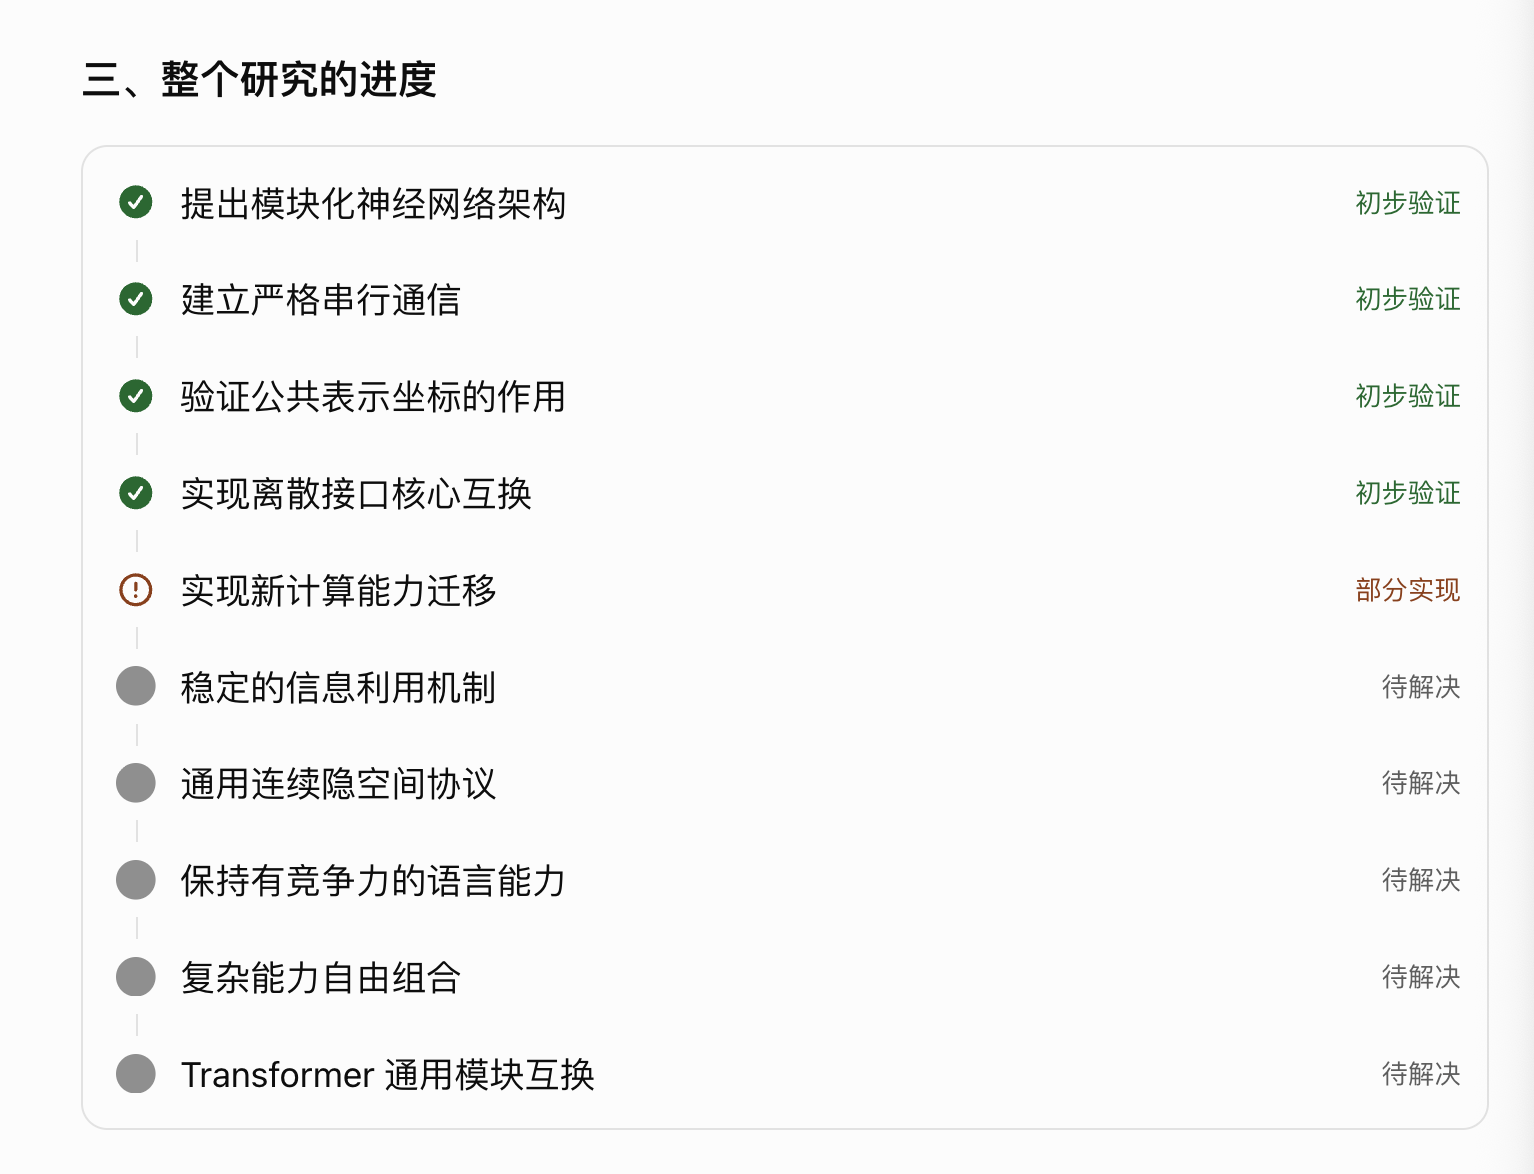 三、整个研究的进度
提出模块化神经网络架构 初步验证
建立严格串行通信 初步验证
验证公共表示坐标的作用 初步验证
实现离散接口核心互换 初步验证
实现新计算能力迁移 部分实现
稳定的信息利用机制 待解决
通用连续隐空间协议 待解决
保持有竞争力的语言能力 待解决
复杂能力自由组合 待解决
Transformer 通用模块互换 待解决